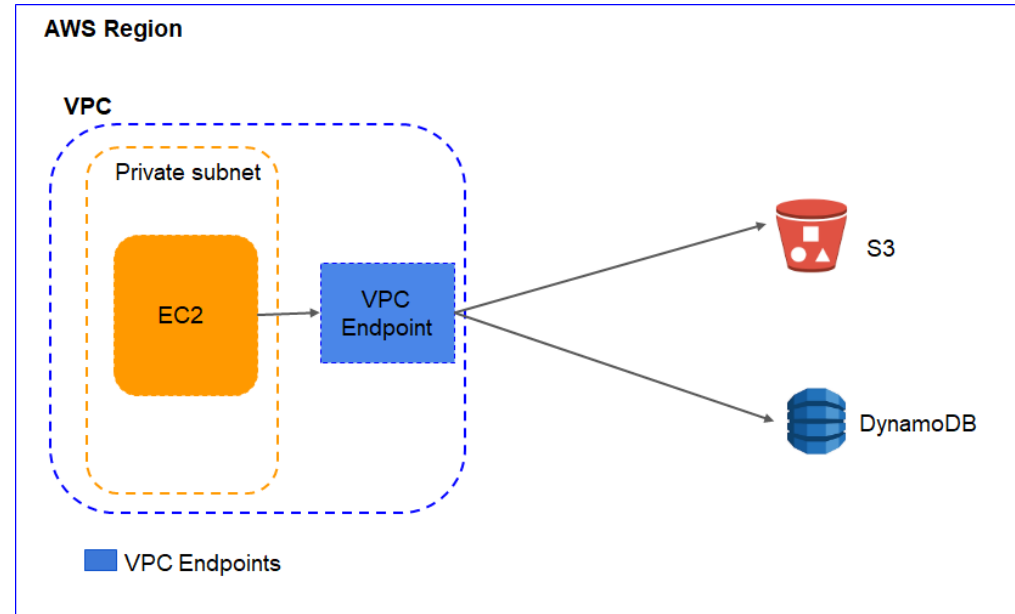 AWS Region
VPC
Private subnet
EC2
VPC
Endpoint
S3
DynamoDB
VPC Endpoints